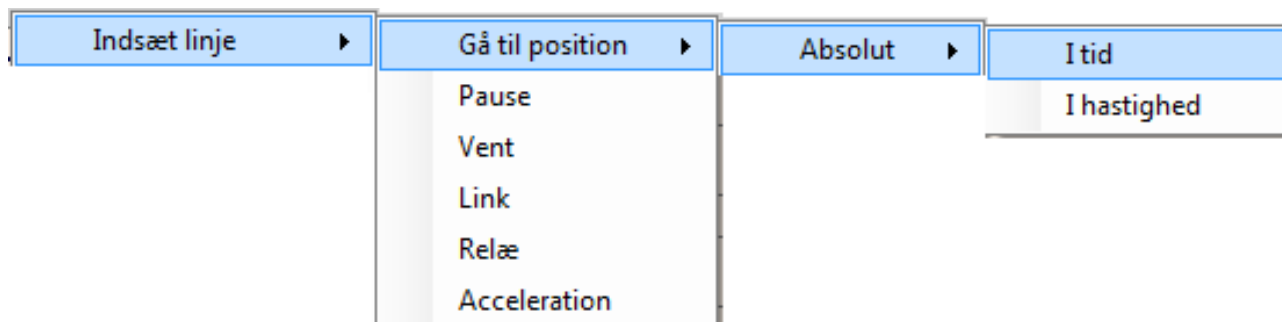 Indsæt linje
Gå til position
Absolut
I tid
Pause
I hastighed
Vent
Link
Relæ
Acceleration